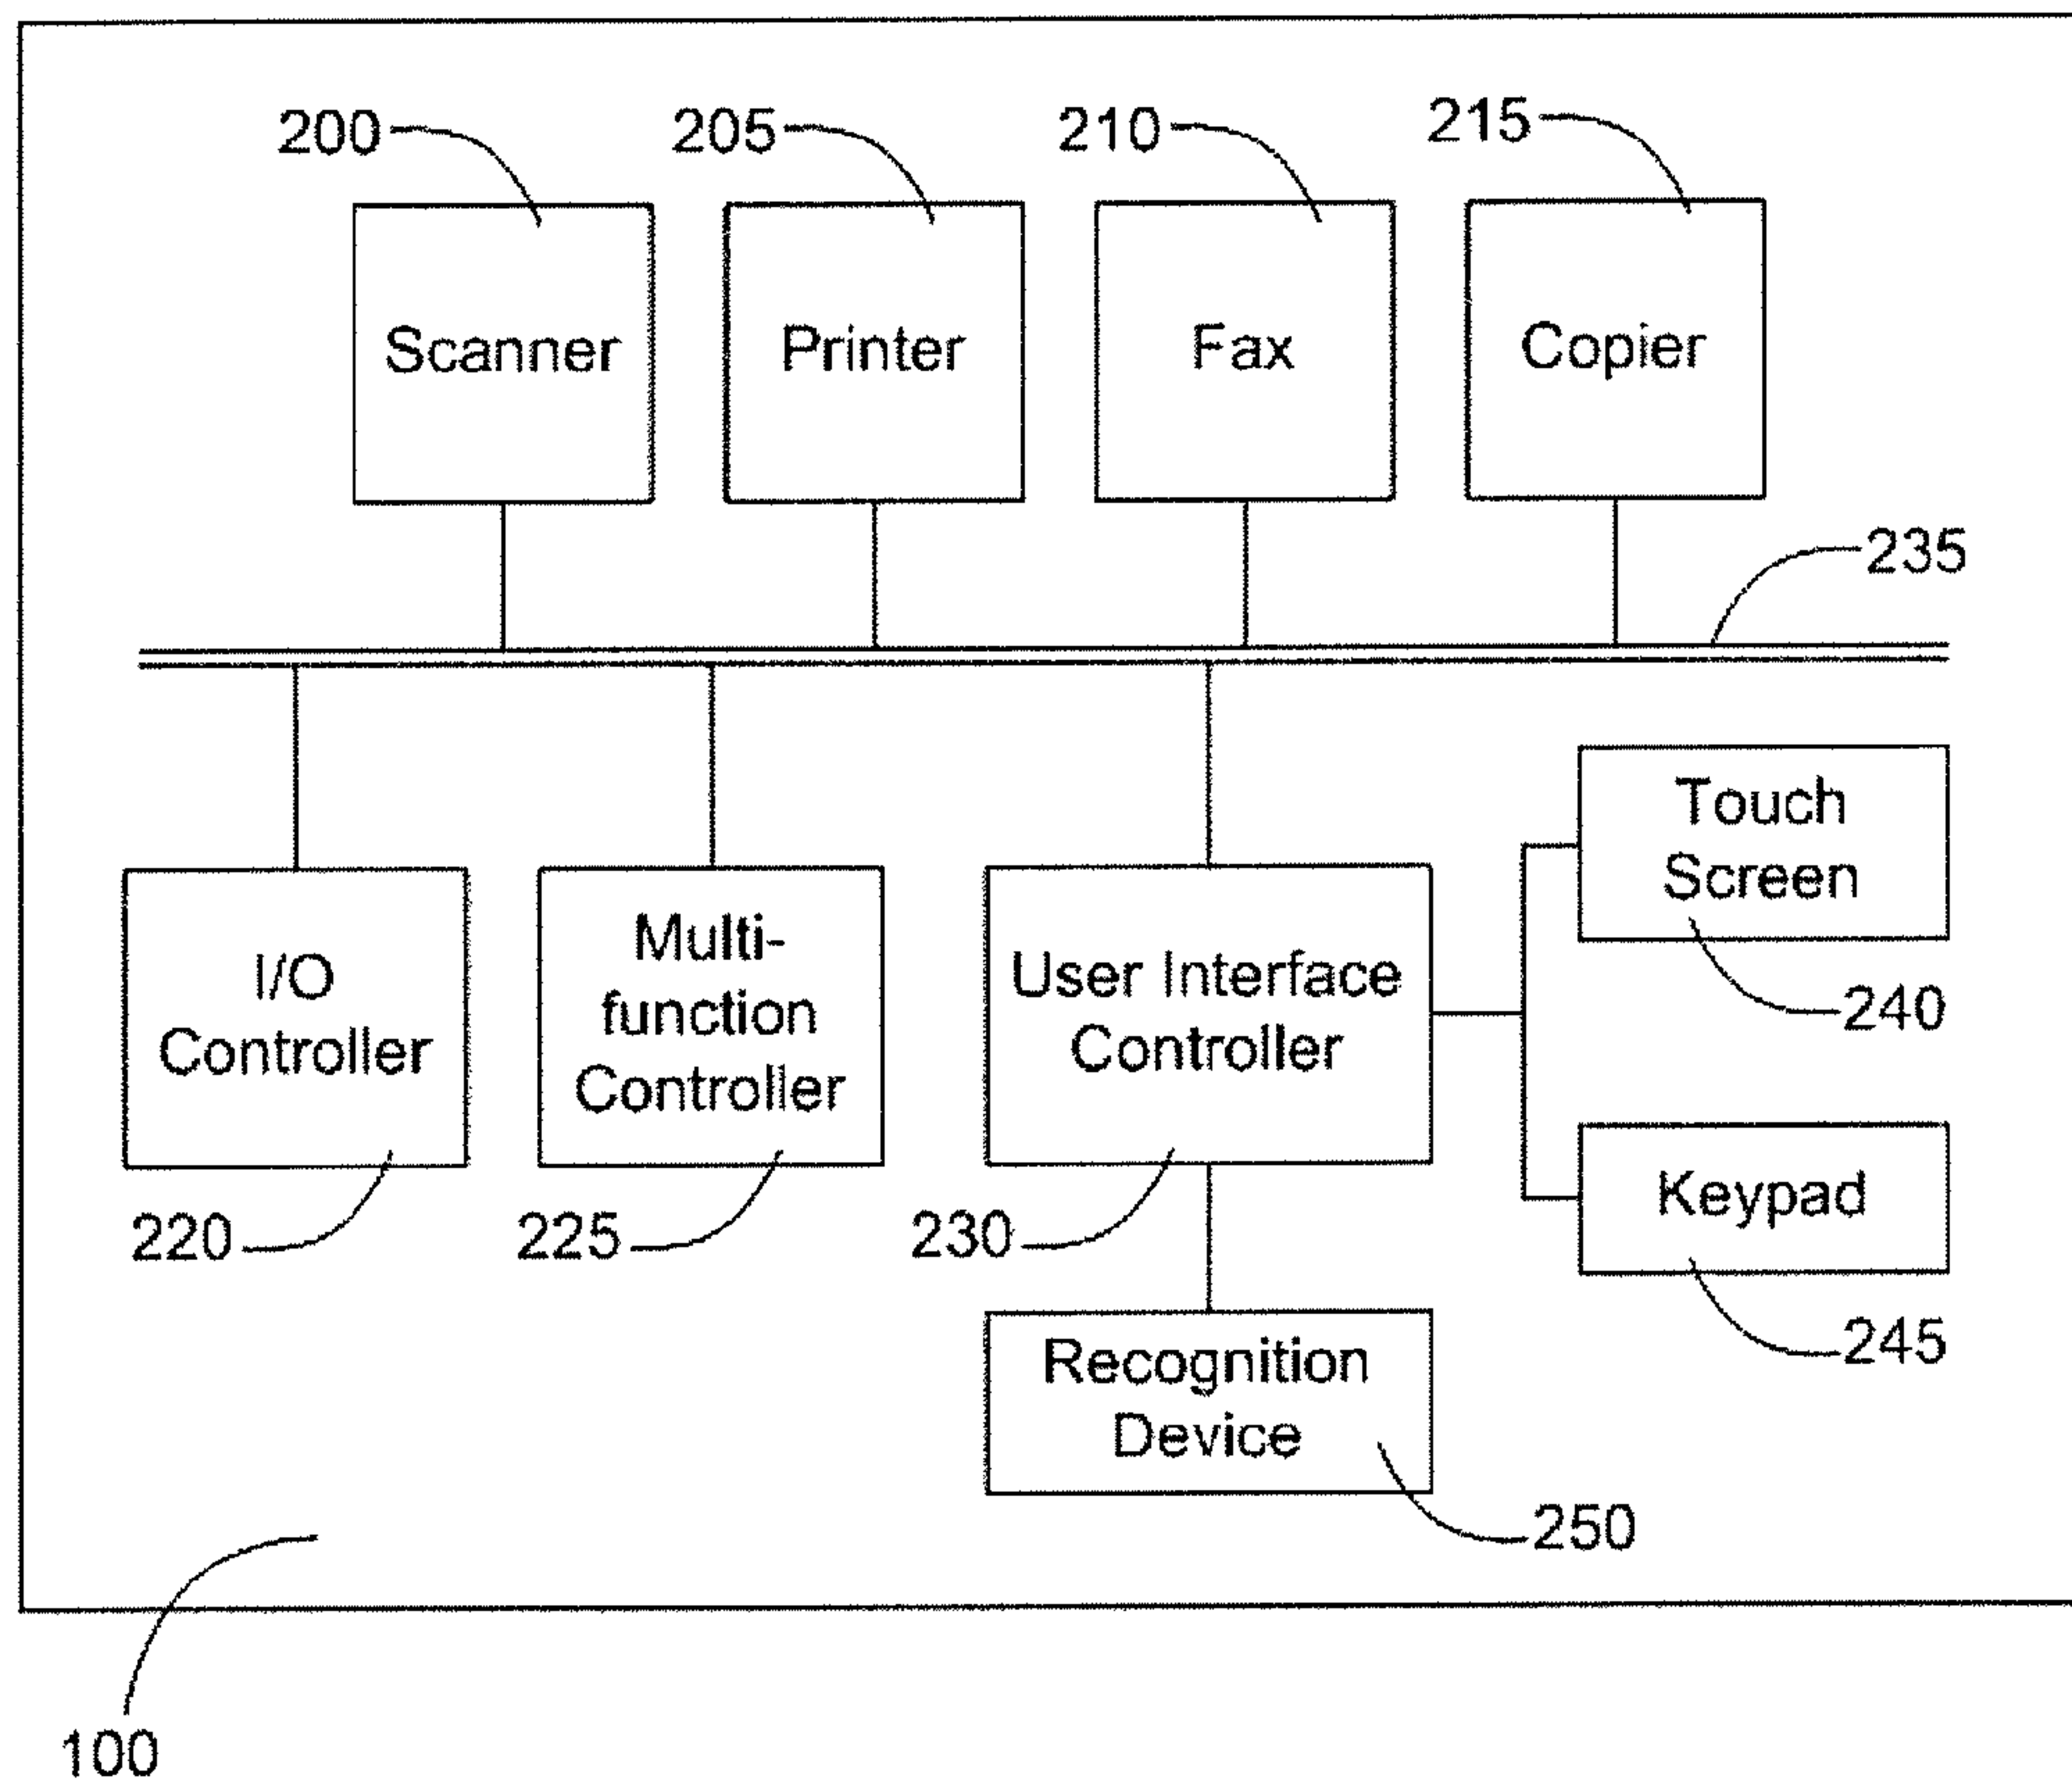 200
205
210
215
Scanner
Printer
Fax
Copier
235
Touch
Screen
240
I/O
Controller
220
Multi-
function
Controller
225
User Interface
Controller
230
Keypad
245
Recognition
Device
250
100